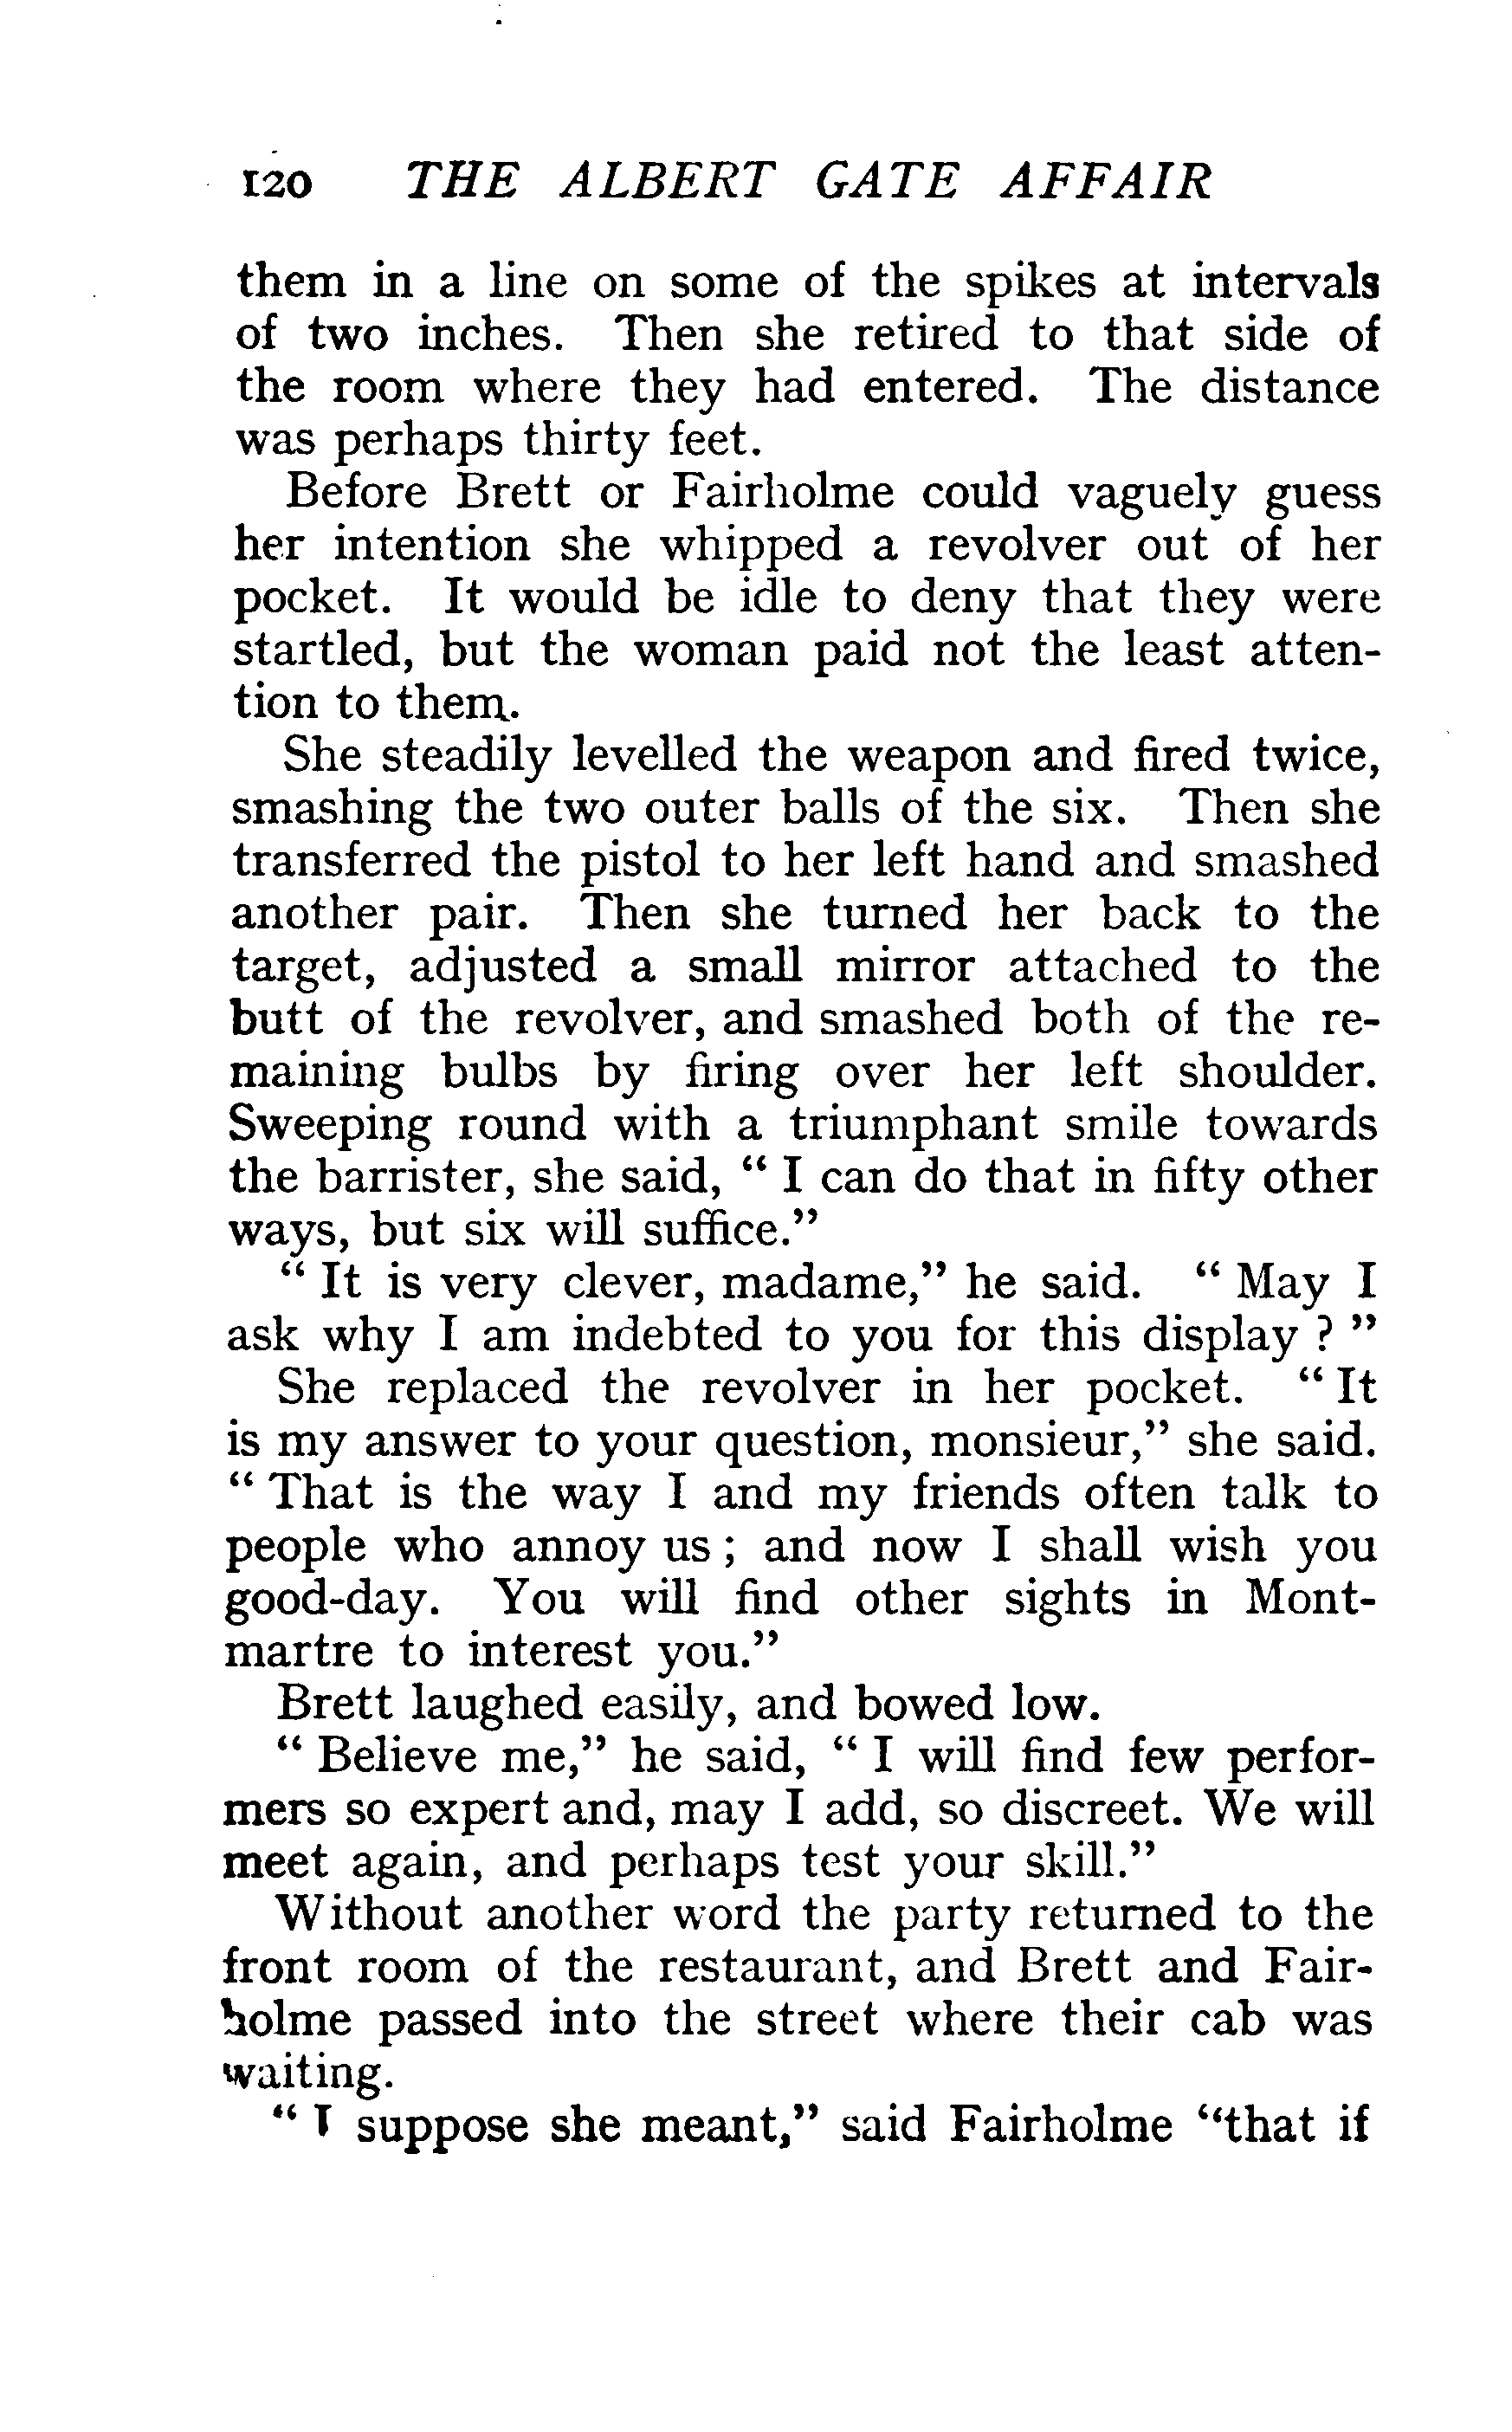 120 THE ALBERT GATE AFFAIR
them in a line on some of the spikes at intervals
of two inches. Then she retired to that side of
the room where they had entered. The distance
was perhaps thirty feet.
Before Brett or Fairholme could vaguely guess
her intention she whipped a revolver out of her
pocket. It would be idle to deny that they were
startled, but the woman paid not the least atten-
tion to them.
She steadily levelled the weapon and fired twice,
smashing the two outer balls of the six. Then she
transferred the pistol to her left hand and smashed
another pair. Then she turned her back to the
target, adjusted a small mirror attached to the
butt of the revolver, and smashed both of the re-
maining bulbs by firing over her left shoulder.
Sweeping round with a triumphant smile towards
the barrister, she said, “ I can do that in fifty other
ways, but six will suffice.”
“ It is very clever, madame,” he said. “ May I
ask why I am indebted to you for this display ? ”
She replaced the revolver in her pocket. “ It
is my answer to your question, monsieur,” she said.
“ That is the way I and my friends often talk to
people who annoy us ; and now I shall wish you
good-day. You will find other sights in Mont-
martre to interest you.”
Brett laughed easily, and bowed low.
“ Believe me,” he said, “ I will find few perfor-
mers so expert and, may I add, so discreet. We will
meet again, and perhaps test your skill.”
Without another word the party returned to the
front room of the restaurant, and Brett and Fair-
holme passed into the street where their cab was
waiting.
“ I suppose she meant,” said Fairholme “that if